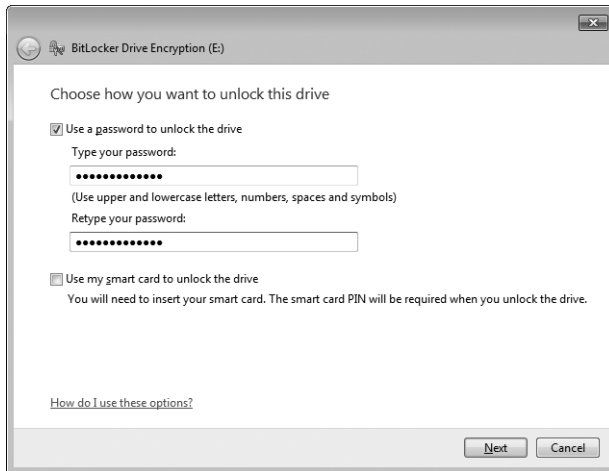 BitLocker Drive Encryption (E:)
Choose how you want to unlock this drive
Use a password to unlock the drive
Type your password:
•••••••••••••
(Use upper and lowercase letters, numbers, spaces and symbols)
Retype your password:
•••••••••••••
Use my smart card to unlock the drive
You will need to insert your smart card. The smart card PIN will be required when you unlock the drive.
How do I use these options?
Next Cancel